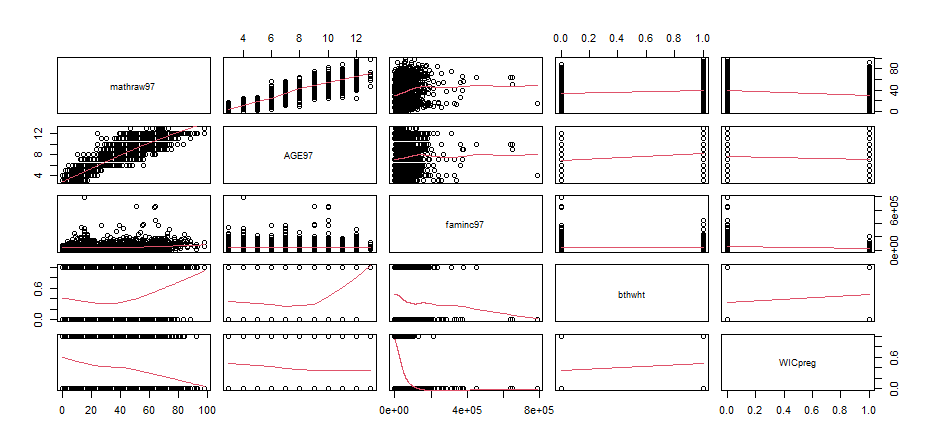 4 6 8 10 12
0.0 0.2 0.4 0.6 0.8 1.0
mathraw97
0 40 80
4 8 12
AGE97
faminc97
0e+00 6e+05
0.0 0.6
bthwht
WICpreg
0.0 0.6
0 20 40 60 80 100
0e+00 4e+05 8e+05
0.0 0.2 0.4 0.6 0.8 1.0